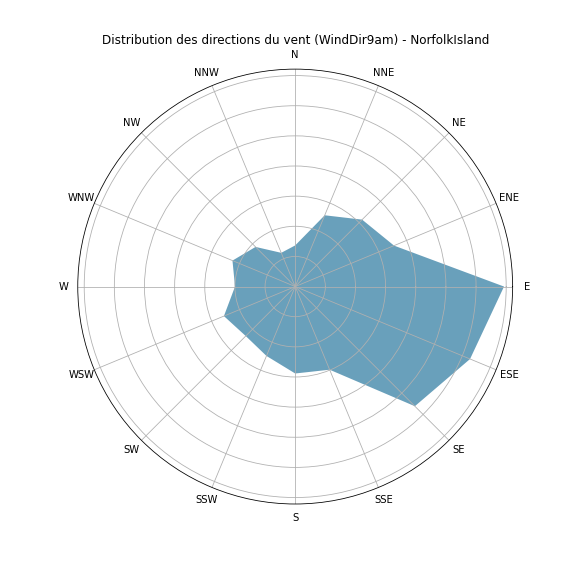 Distribution des directions du vent (WindDir9am) - NorfolkIsland
N
NNW
NNE
NW
NE
WNW
ENE
W
E
WSW
ESE
SW
SE
SSW
SSE
S